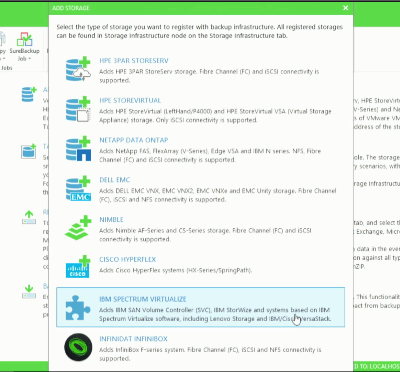 ADD STORAGE
Select the type of storage you want to register with backup infrastructure. All registered storages
can be found in Storage Infrastructure node on the Storage Infrastructure tab.
HPE 3PAR STORESERV
Adds HPE 3PAR StoreServ storage. Fibre Channel (FC) and iSCSI connectivity is
supported.
HPE STOREVIRTUAL
Adds HPE StoreVirtual (LeftHand/P4000) and HPE StoreVirtual VSA (Virtual Storage
Appliance) storage. Only iSCSI connectivity is supported.
NETAPP DATA ONTAP
Adds NetApp FAS, FlexArray (V-Series), Edge VSA and IBM N series. NFS, Fibre
Channel (FC) and iSCSI connectivity is supported.
DELL EMC
Adds DELL EMC VNX, EMC VNX2, EMC VNXe and EMC Unity storage. Fibre Channel
(FC), iSCSI and NFS connectivity is supported.
EMC
NIMBLE
Adds Nimble AF-Series and CS-Series storage. Fibre Channel (FC) and iSCSI
connectivity is supported.
CISCO HYPERFLEX
Adds Cisco HyperFlex systems (HX-Series/SpringPath).
CISCO
IBM SPECTRUM VIRTUALIZE
Adds IBM SAN Volume Controller (SVC), IBM StorWize and systems based on IBM
Spectrum Virtualize software, including Lenovo Storage and IBM/Cisco VersaStack.
INFINIDAT INFINIBOX
Adds InfiniBox F-series system. Fibre Channel (FC), iSCSI and NFS connectivity is
supported.
SureBackup
Job
Jobs